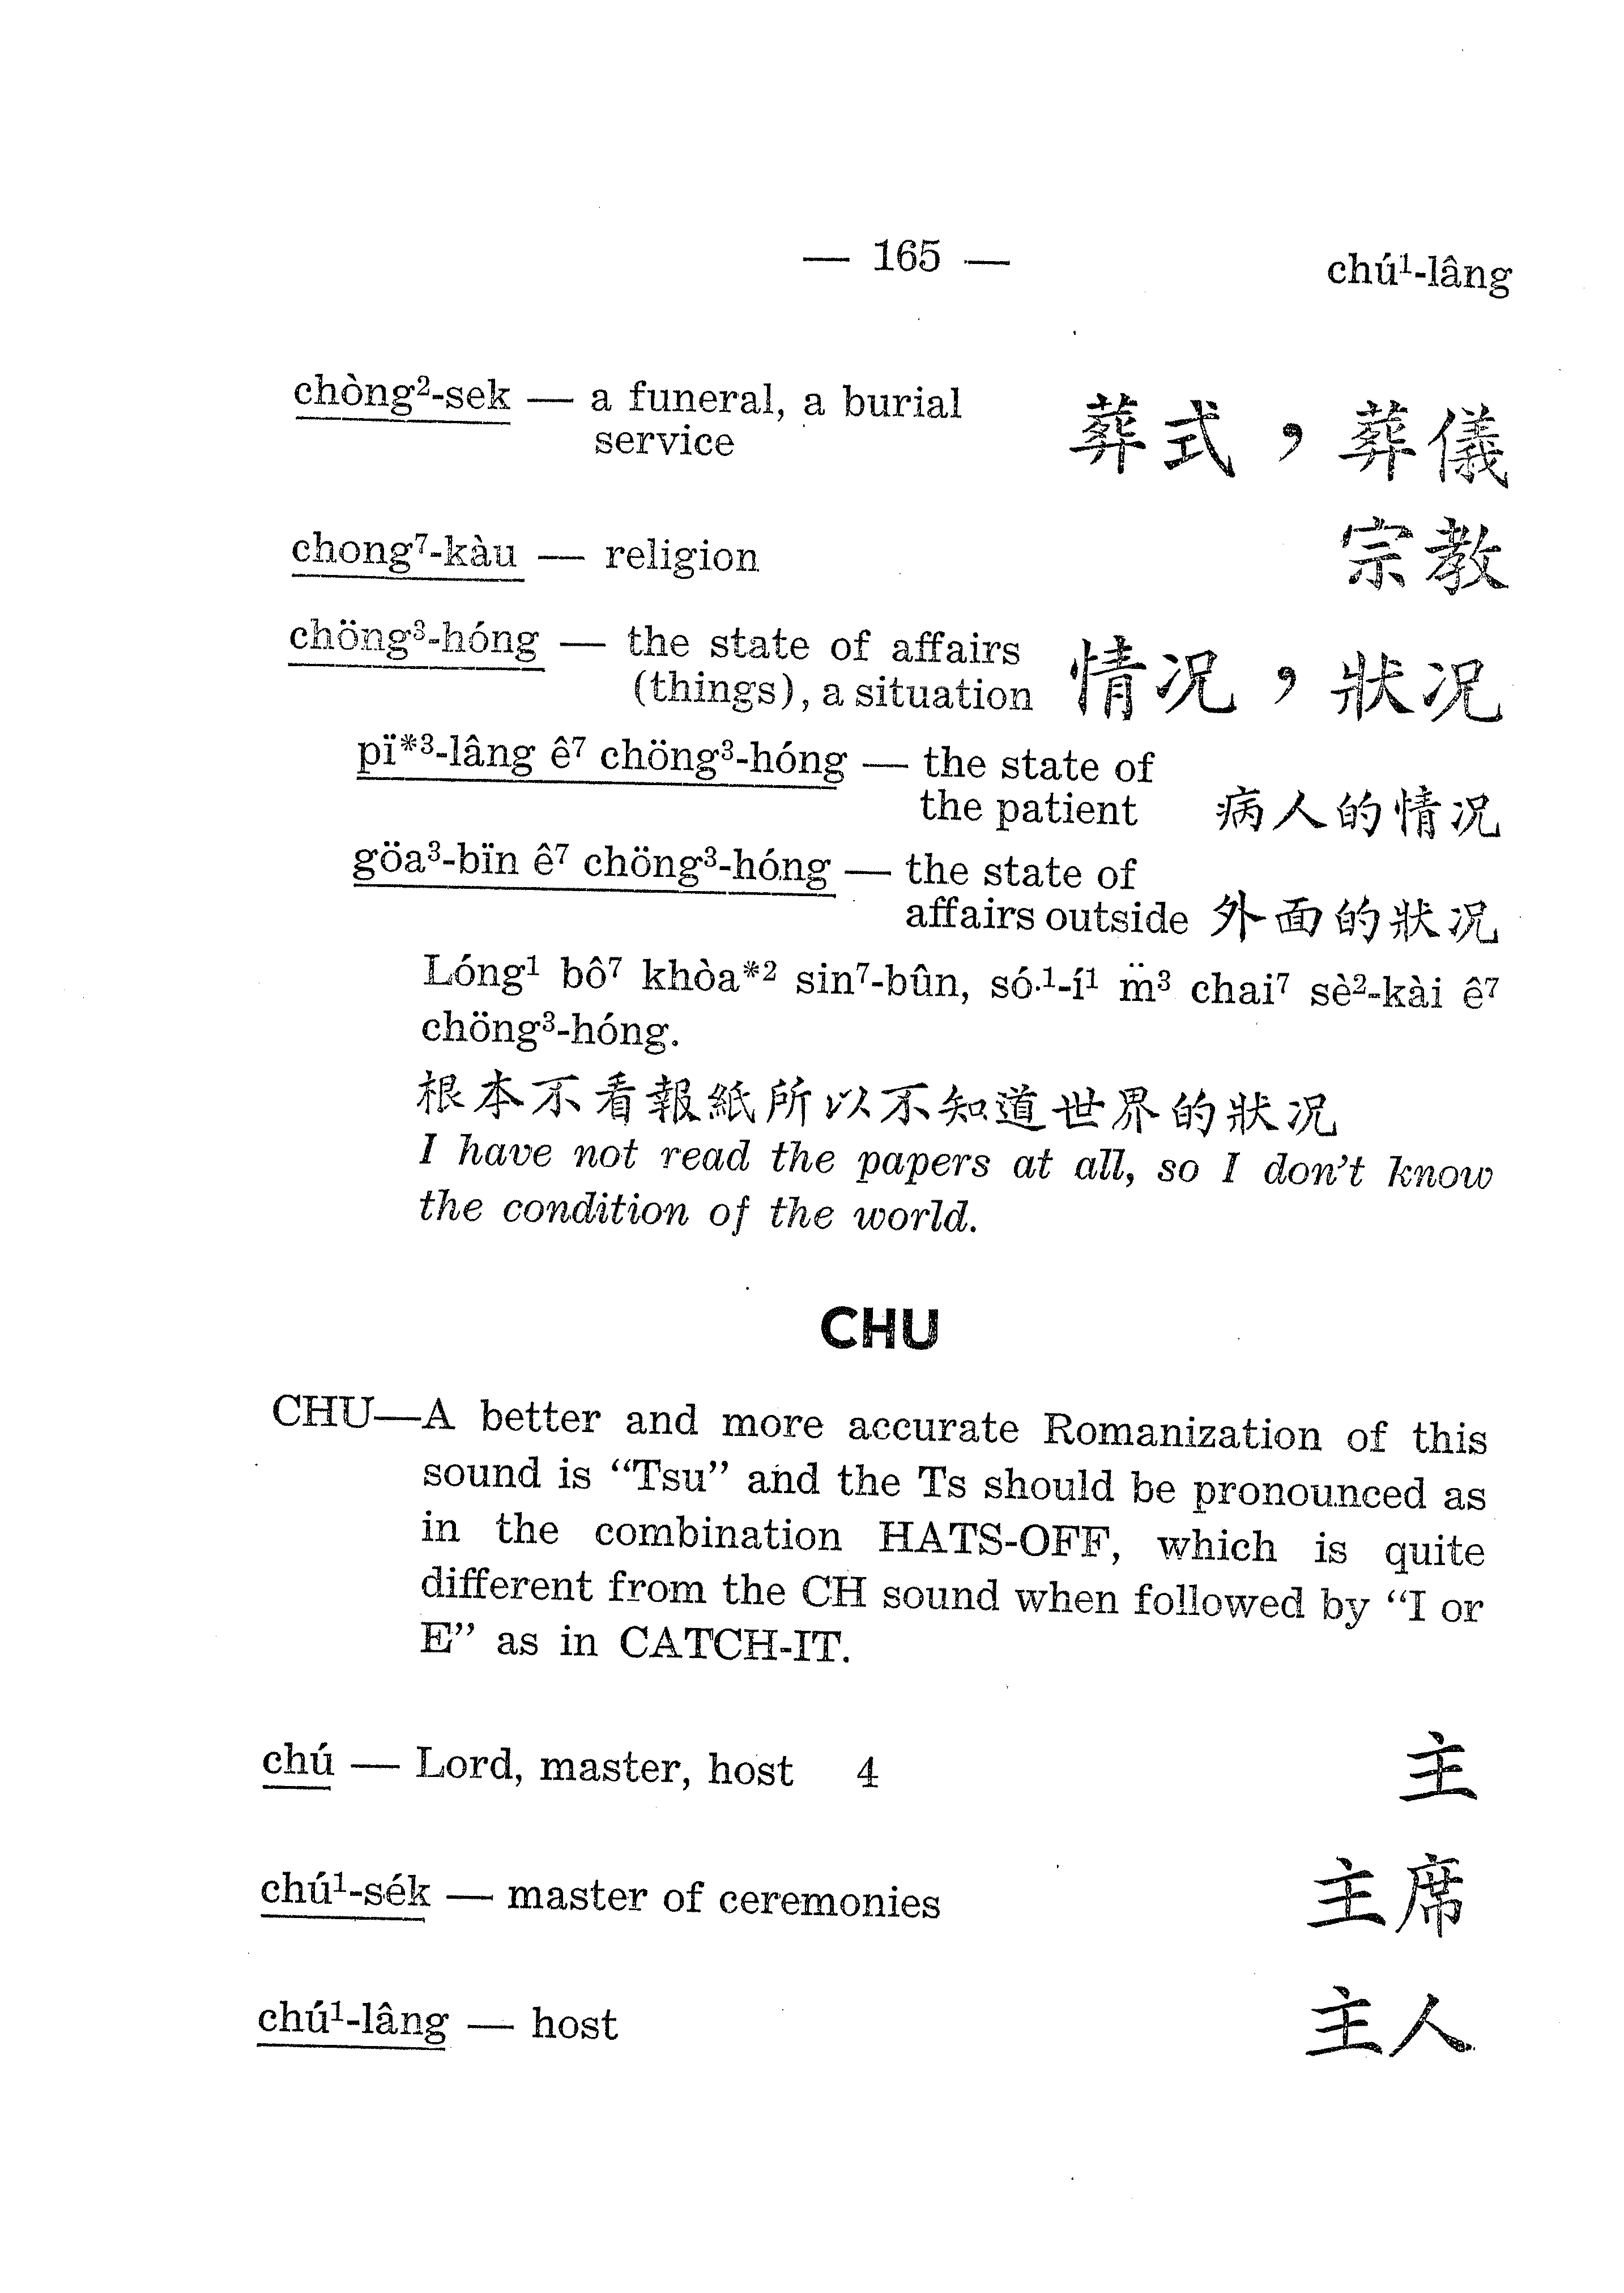 — 165 —
chú¹-lâng
chòng²-sek — a funeral, a burial
service
葬式，葬儀
chong⁷-kàu — religion
宗教
chöng³-hóng — the state of affairs
(things), a situation
情況，狀況
pï*³-lâng ê⁷ chöng³-hóng — the state of
the patient
病人的情況
göa³-bïn ê⁷ chöng³-hóng — the state of
affairs outside
外面的狀況
Lóng¹ bô⁷ khòa*² sin⁷-bûn, só·¹-í¹ m̈³ chai⁷ sè²-kài ê⁷
chöng³-hóng.
根本不看報紙所以不知道世界的狀況
I have not read the papers at all, so I don't know
the condition of the world.
CHU
CHU—A better and more accurate Romanization of this
sound is “Tsu” and the Ts should be pronounced as
in the combination HATS-OFF, which is quite
different from the CH sound when followed by “I or
E” as in CATCH-IT.
chú — Lord, master, host 4
主
chú¹-sék — master of ceremonies
主席
chú¹-lâng — host
主人